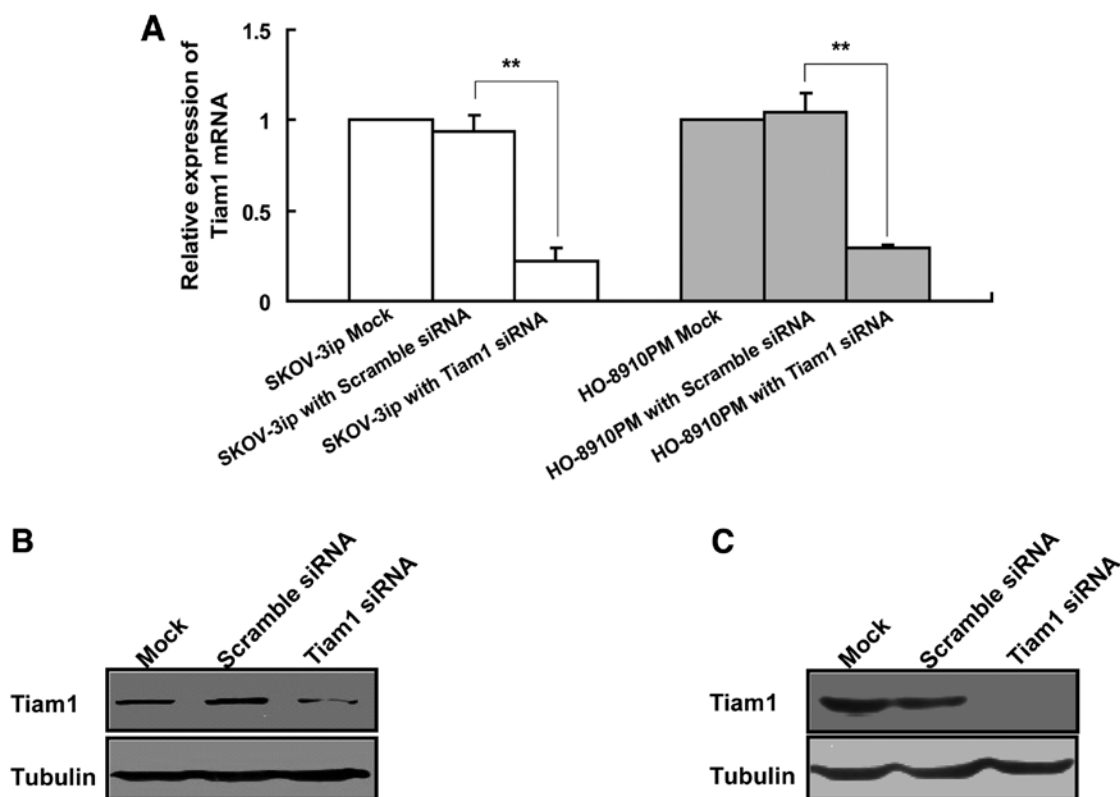 A
Relative expression of
Tiam1 mRNA
1.5
1
0.5
0
**
**
SKOV-3ip Mock
SKOV-3ip with Scramble siRNA
SKOV-3ip with Tiam1 siRNA
HO-8910PM Mock
HO-8910PM with Scramble siRNA
HO-8910PM with Tiam1 siRNA
B
Mock
Scramble siRNA
Tiam1 siRNA
Tiam1
Tubulin
C
Mock
Scramble siRNA
Tiam1 siRNA
Tiam1
Tubulin